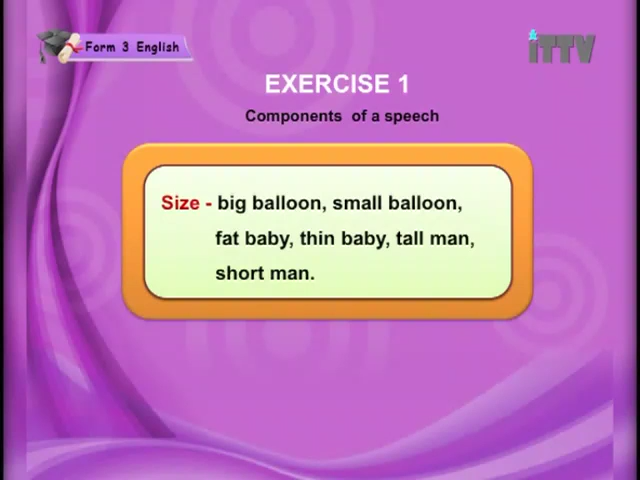 Form 3 English
iTTV
EXERCISE 1
Components of a speech
Size - big balloon, small balloon,
fat baby, thin baby, tall man,
short man.